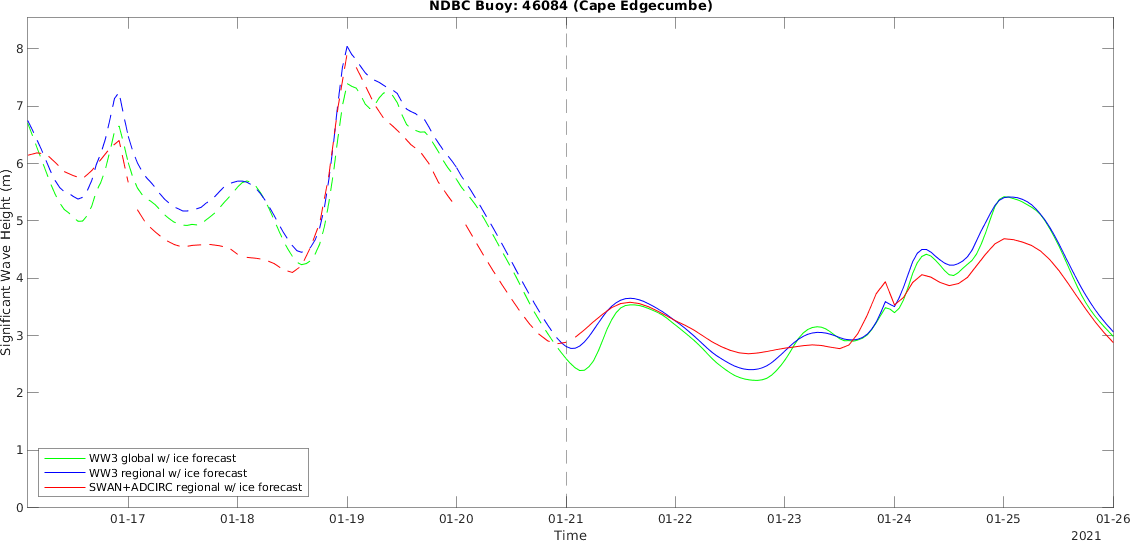 NDBC Buoy: 46084 (Cape Edgecumbe)
Significant Wave Height (m)
8
7
6
5
4
3
2
1
0
WW3 global w/ ice forecast
WW3 regional w/ ice forecast
SWAN+ADCIRC regional w/ ice forecast
01-17 01-18 01-19 01-20 01-21 01-22 01-23 01-24 01-25 01-26
Time
2021